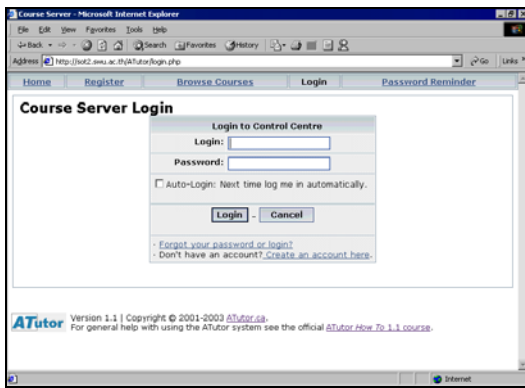 Course Server - Microsoft Internet Explorer
File Edit View Favorites Tools Help
Back Search Favorites History
Address http://isot2.swu.ac.th/ATutor/login.php Go Links »
Home Register Browse Courses Login Password Reminder
Course Server Login
Login to Control Centre
Login:
Password:
Auto-Login: Next time log me in automatically.
Login - Cancel
· Forgot your password or login?
· Don't have an account? Create an account here.
ATutor Version 1.1 | Copyright © 2001-2003 ATutor.ca.
For general help with using the ATutor system see the official ATutor How To 1.1 course.
Internet